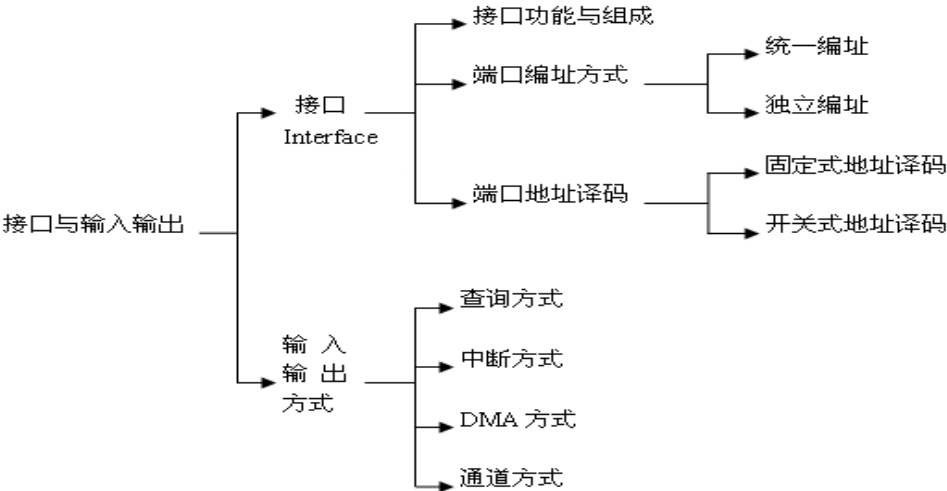 接口与输入输出
接口
Interface
接口功能与组成
端口编址方式
统一编址
独立编址
端口地址译码
固定式地址译码
开关式地址译码
输 入
输 出
方式
查询方式
中断方式
DMA 方式
通道方式